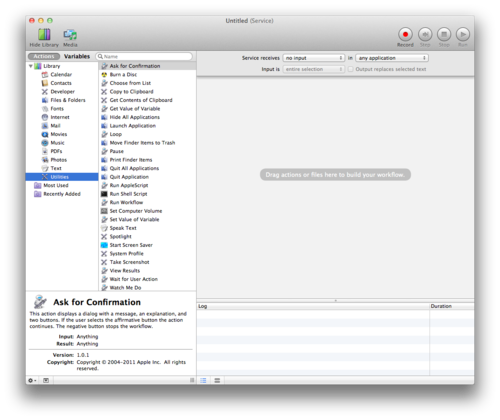 Untitled (Service)
Hide Library Media Record Step Stop Run
Actions Variables Name
Service receives no input in any application
Input is entire selection Output replaces selected text
Library
Calendar
Contacts
Developer
Files & Folders
Fonts
Internet
Mail
Movies
Music
PDFs
Photos
Text
Utilities
Most Used
Recently Added
Ask for Confirmation
Burn a Disc
Choose from List
Copy to Clipboard
Get Contents of Clipboard
Get Value of Variable
Hide All Applications
Launch Application
Loop
Move Finder Items to Trash
Pause
Print Finder Items
Quit All Applications
Quit Application
Run AppleScript
Run Shell Script
Run Workflow
Set Computer Volume
Set Value of Variable
Speak Text
Spotlight
Start Screen Saver
System Profile
Take Screenshot
View Results
Wait for User Action
Watch Me Do
Drag actions or files here to build your workflow.
Log Duration
Ask for Confirmation
This action displays a dialog with a message, an explanation, and
two buttons. If the user selects the affirmative button the action
continues. The negative button stops the workflow.
Input: Anything
Result: Anything
Version: 1.0.1
Copyright: Copyright © 2004-2011 Apple Inc. All rights
reserved.